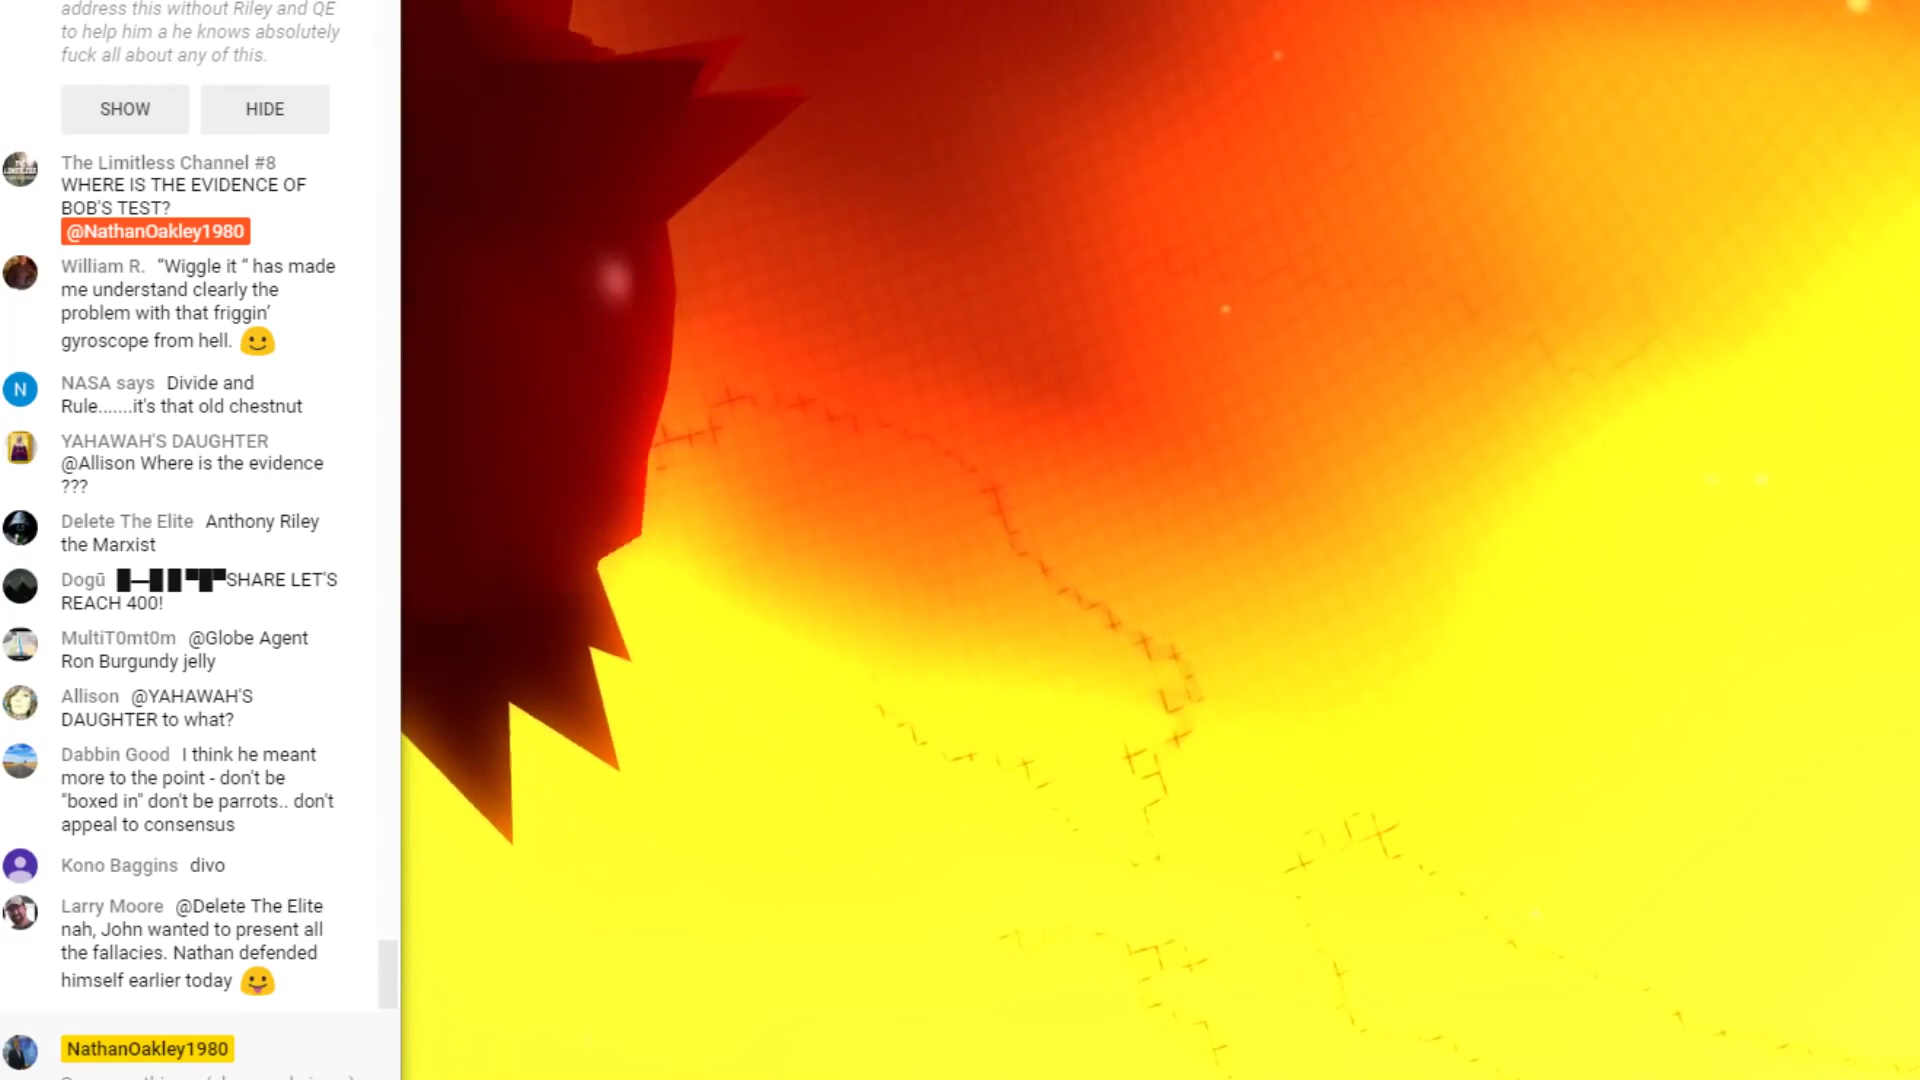 address this without Riley and QE
to help him a he knows absolutely
fuck all about any of this.
SHOW
HIDE
The Limitless Channel #8
WHERE IS THE EVIDENCE OF
BOB'S TEST?
@NathanOakley1980
William R. “Wiggle it “ has made
me understand clearly the
problem with that friggin’
gyroscope from hell.
N
NASA says Divide and
Rule.......it's that old chestnut
YAHAWAH'S DAUGHTER
@Allison Where is the evidence
???
Delete The Elite Anthony Riley
the Marxist
Dogū █▬█ █ ▀█▀SHARE LET'S
REACH 400!
MultiT0mt0m @Globe Agent
Ron Burgundy jelly
Allison @YAHAWAH'S
DAUGHTER to what?
Dabbin Good I think he meant
more to the point - don't be
"boxed in" don't be parrots.. don't
appeal to consensus
Kono Baggins divo
Larry Moore @Delete The Elite
nah, John wanted to present all
the fallacies. Nathan defended
himself earlier today
NathanOakley1980